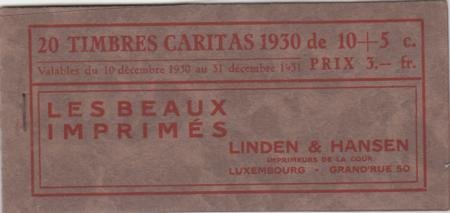 20 TIMBRES CARITAS 1930 de 10+5 c.
Valables du 10 décembre 1930 au 31 décembre 1931 PRIX 3.— fr.
LES BEAUX
IMPRIMÉS
LINDEN & HANSEN
IMPRIMEURS DE LA COUR
LUXEMBOURG - GRAND'RUE 50